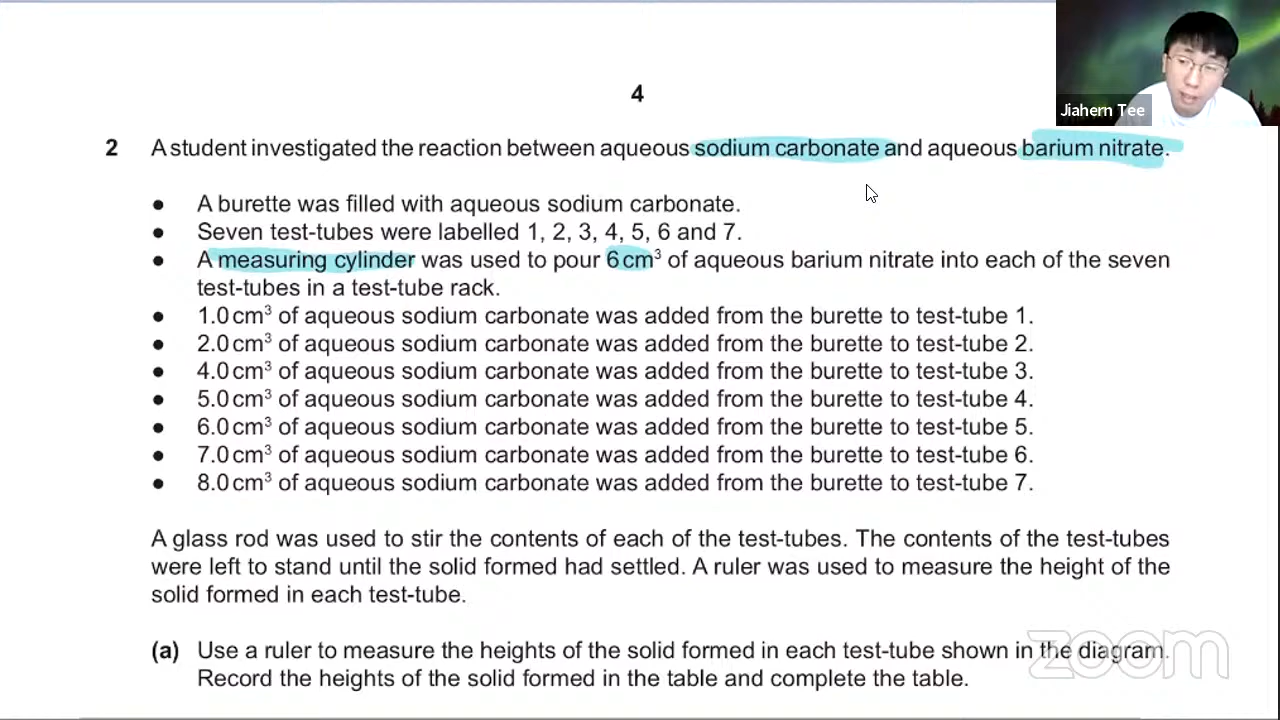 4
Jiahern Tee
2 A student investigated the reaction between aqueous sodium carbonate and aqueous barium nitrate.
● A burette was filled with aqueous sodium carbonate.
● Seven test-tubes were labelled 1, 2, 3, 4, 5, 6 and 7.
● A measuring cylinder was used to pour 6 cm³ of aqueous barium nitrate into each of the seven
test-tubes in a test-tube rack.
● 1.0 cm³ of aqueous sodium carbonate was added from the burette to test-tube 1.
● 2.0 cm³ of aqueous sodium carbonate was added from the burette to test-tube 2.
● 4.0 cm³ of aqueous sodium carbonate was added from the burette to test-tube 3.
● 5.0 cm³ of aqueous sodium carbonate was added from the burette to test-tube 4.
● 6.0 cm³ of aqueous sodium carbonate was added from the burette to test-tube 5.
● 7.0 cm³ of aqueous sodium carbonate was added from the burette to test-tube 6.
● 8.0 cm³ of aqueous sodium carbonate was added from the burette to test-tube 7.
A glass rod was used to stir the contents of each of the test-tubes. The contents of the test-tubes
were left to stand until the solid formed had settled. A ruler was used to measure the height of the
solid formed in each test-tube.
(a) Use a ruler to measure the heights of the solid formed in each test-tube shown in the diagram.
Record the heights of the solid formed in the table and complete the table.
zoom